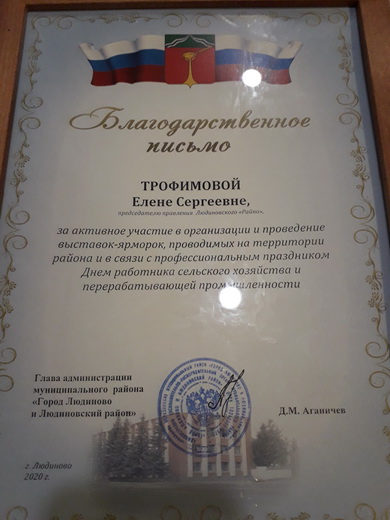 Благодарственное
письмо
ТРОФИМОВОЙ
Елене Сергеевне,
председателю правления Людиновского «Райпо»,
за активное участие в организации и проведение
выставок-ярморок, проводимых на территории
района и в связи с профессиональным праздником
Днем работника сельского хозяйства и
перерабатывающей промышленности
Глава администрации
муниципального района
«Город Людиново
и Людиновский район»
Д.М. Аганичев
г. Людиново
2020 г.